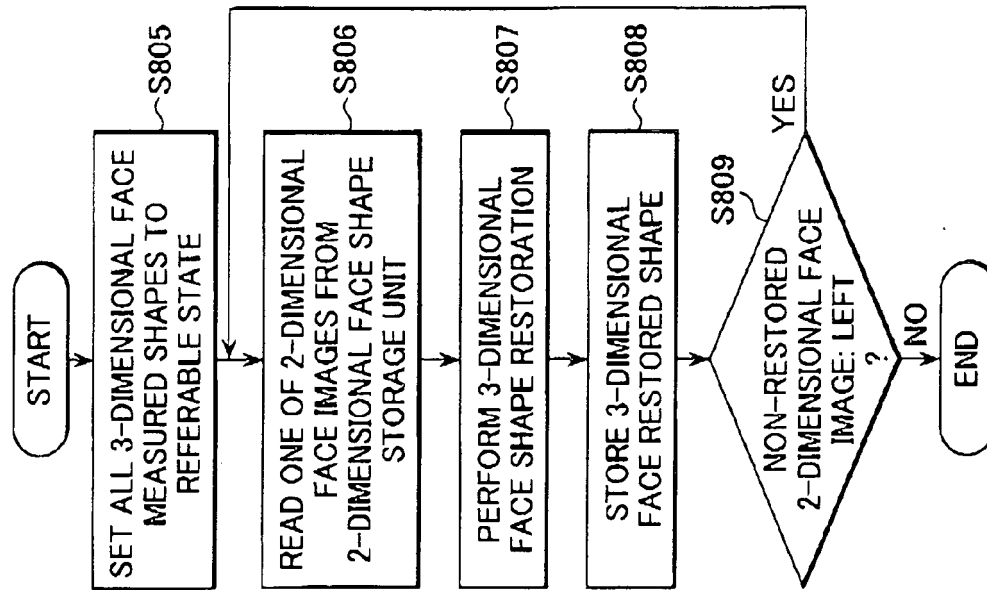 START
SET ALL 3-DIMENSIONAL FACE
MEASURED SHAPES TO
REFERABLE STATE
S805
READ ONE OF 2-DIMENSIONAL
FACE IMAGES FROM
2-DIMENSIONAL FACE SHAPE
STORAGE UNIT
S806
PERFORM 3-DIMENSIONAL
FACE SHAPE RESTORATION
S807
STORE 3-DIMENSIONAL
FACE RESTORED SHAPE
S808
S809
NON-RESTORED
2-DIMENSIONAL FACE
IMAGE: LEFT
?
YES
NO
END